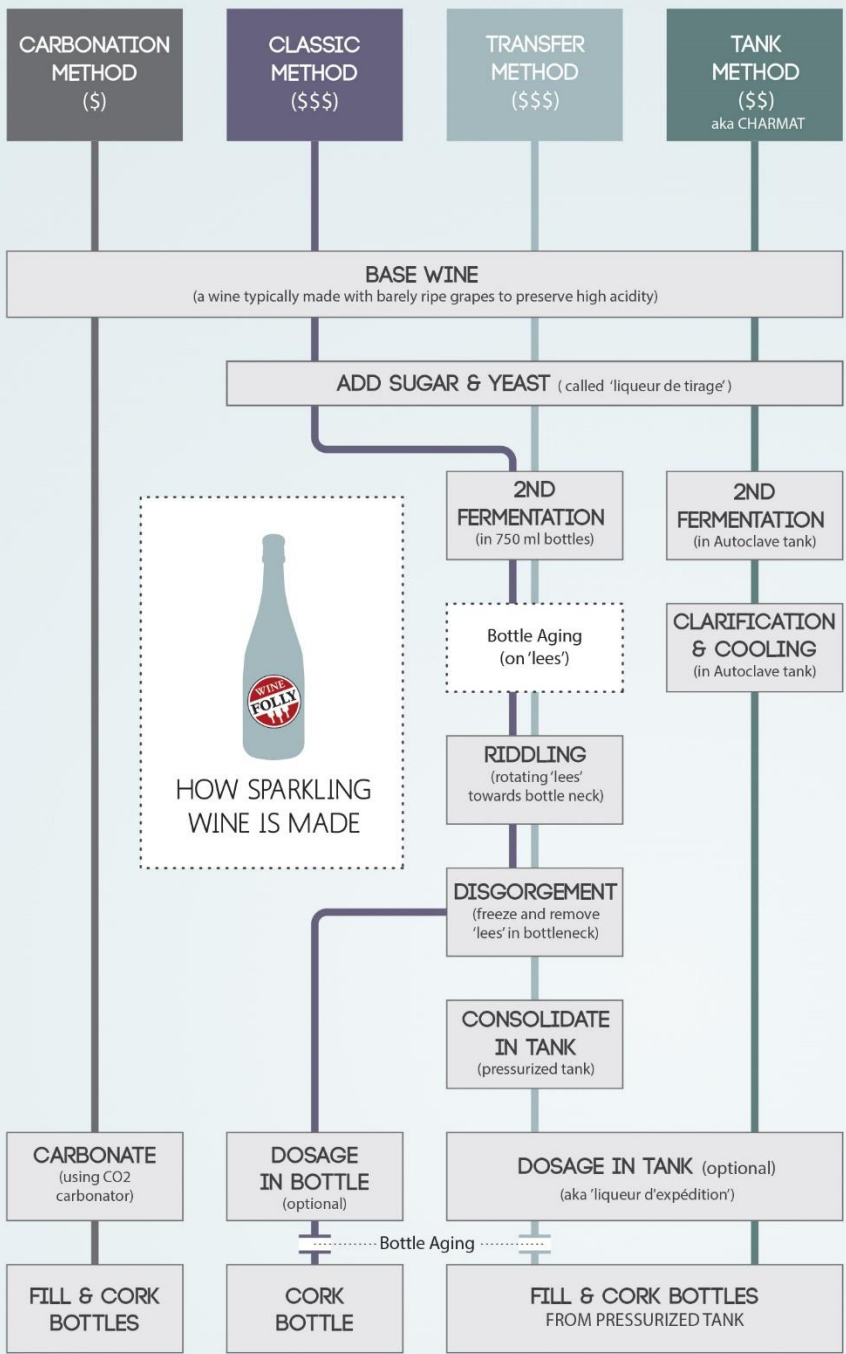 CARBONATION
METHOD
($)
CLASSIC
METHOD
($$$)
TRANSFER
METHOD
($$$)
TANK
METHOD
($$)
aka CHARMAT
BASE WINE
(a wine typically made with barely ripe grapes to preserve high acidity)
ADD SUGAR & YEAST ( called 'liqueur de tirage' )
2ND
FERMENTATION
(in 750 ml bottles)
2ND
FERMENTATION
(in Autoclave tank)
WINE
FOLLY
HOW SPARKLING
WINE IS MADE
Bottle Aging
(on 'lees')
CLARIFICATION
& COOLING
(in Autoclave tank)
RIDDLING
(rotating 'lees'
towards bottle neck)
DISGORGEMENT
(freeze and remove
'lees' in bottleneck)
CONSOLIDATE
IN TANK
(pressurized tank)
CARBONATE
(using CO2
carbonator)
DOSAGE
IN BOTTLE
(optional)
DOSAGE IN TANK (optional)
(aka 'liqueur d'expédition')
Bottle Aging
FILL & CORK
BOTTLES
CORK
BOTTLE
FILL & CORK BOTTLES
FROM PRESSURIZED TANK